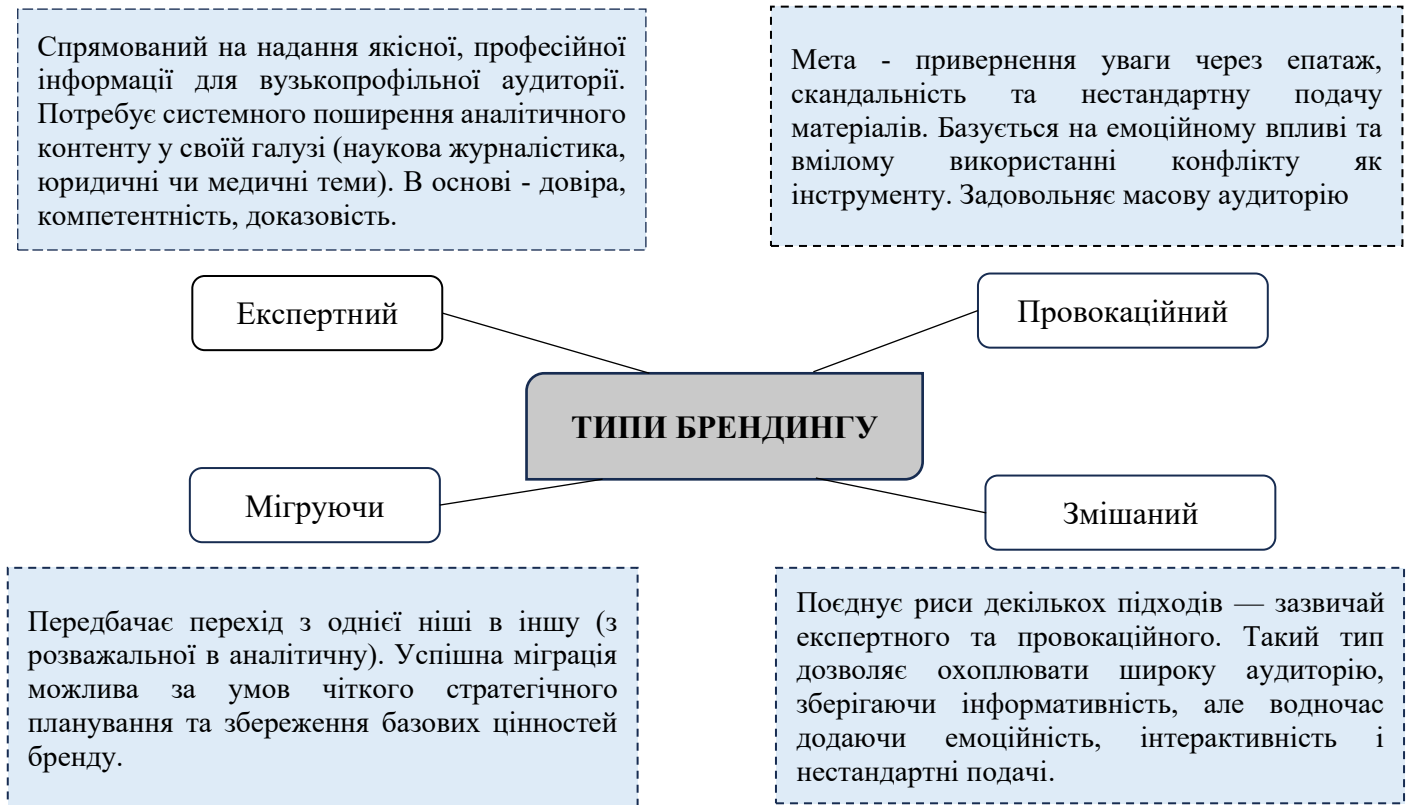 Спрямований на надання якісної, професійної
інформації для вузькопрофільної аудиторії.
Потребує системного поширення аналітичного
контенту у своїй галузі (наукова журналістика,
юридичні чи медичні теми). В основі - довіра,
компетентність, доказовість.
Мета - привернення уваги через епатаж,
скандальність та нестандартну подачу
матеріалів. Базується на емоційному впливі та
вмілому використанні конфлікту як
інструменту. Задовольняє масову аудиторію
Експертний
Провокаційний
ТИПИ БРЕНДИНГУ
Мігруючи
Змішаний
Передбачає перехід з однієї ніші в іншу (з
розважальної в аналітичну). Успішна міграція
можлива за умов чіткого стратегічного
планування та збереження базових цінностей
бренду.
Поєднує риси декількох підходів — зазвичай
експертного та провокаційного. Такий тип
дозволяє охоплювати широку аудиторію,
зберігаючи інформативність, але водночас
додаючи емоційність, інтерактивність і
нестандартні подачі.